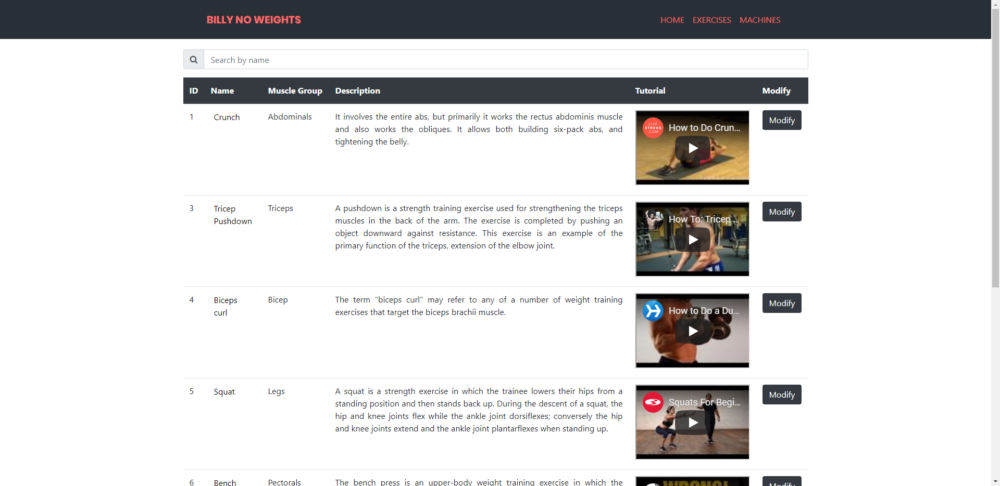 BILLY NO WEIGHTS
HOME EXERCISES MACHINES
Search by name
ID Name Muscle Group Description Tutorial Modify
1 Crunch Abdominals It involves the entire abs, but primarily it works the rectus abdominis muscle
and also works the obliques. It allows both building six-pack abs, and
tightening the belly.
LIVE
STRONG
.COM
How to Do Crun...
Modify
3 Tricep
Pushdown
Triceps
A pushdown is a strength training exercise used for strengthening the triceps
muscles in the back of the arm. The exercise is completed by pushing an
object downward against resistance. This exercise is an example of the
primary function of the triceps, extension of the elbow joint.
How To: Tricep ...
Modify
4 Biceps
curl
Bicep
The term "biceps curl" may refer to any of a number of weight training
exercises that target the biceps brachii muscle.
How to Do a Du...
Modify
5 Squat Legs A squat is a strength exercise in which the trainee lowers their hips from a
standing position and then stands back up. During the descent of a squat, the
hip and knee joints flex while the ankle joint dorsiflexes; conversely the hip
and knee joints extend and the ankle joint plantarflexes when standing up.
Squats For Begi...
Modify
6 Bench Pectorals The bench press is an upper-body weight training exercise in which the
WRONG!
Modify